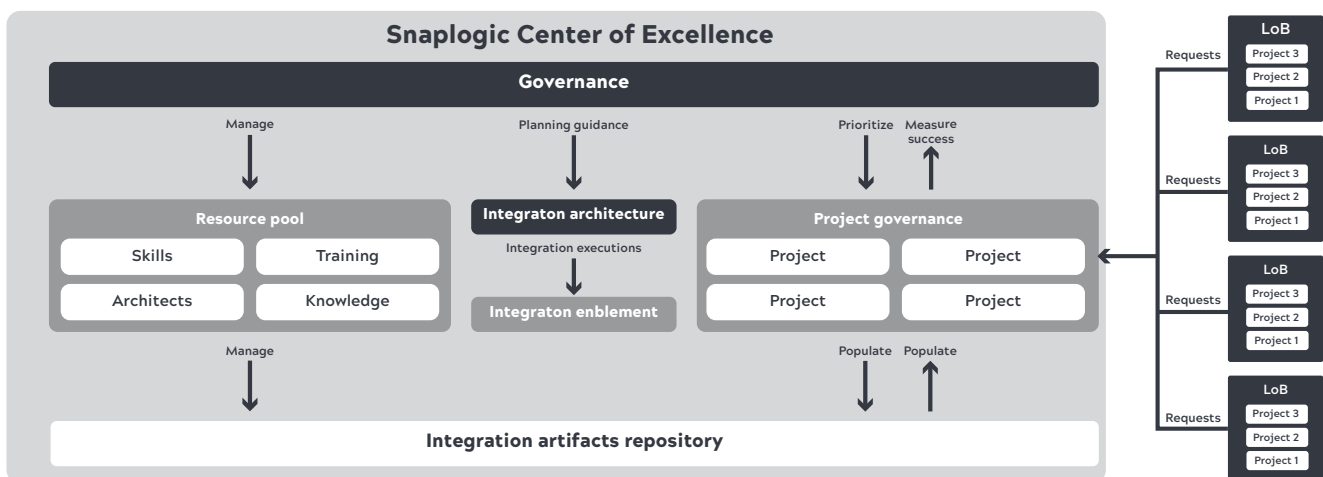 Snaplogic Center of Excellence
Governance
Manage
Planning guidance
Prioritize
Measure
success
Resource pool
Skills
Training
Architects
Knowledge
Integraton architecture
Integration executions
Integraton enblement
Project governance
Project
Project
Project
Project
Manage
Populate
Populate
Integration artifacts repository
Requests
LoB
Project 3
Project 2
Project 1
Requests
LoB
Project 3
Project 2
Project 1
Requests
LoB
Project 3
Project 2
Project 1
Requests
LoB
Project 3
Project 2
Project 1